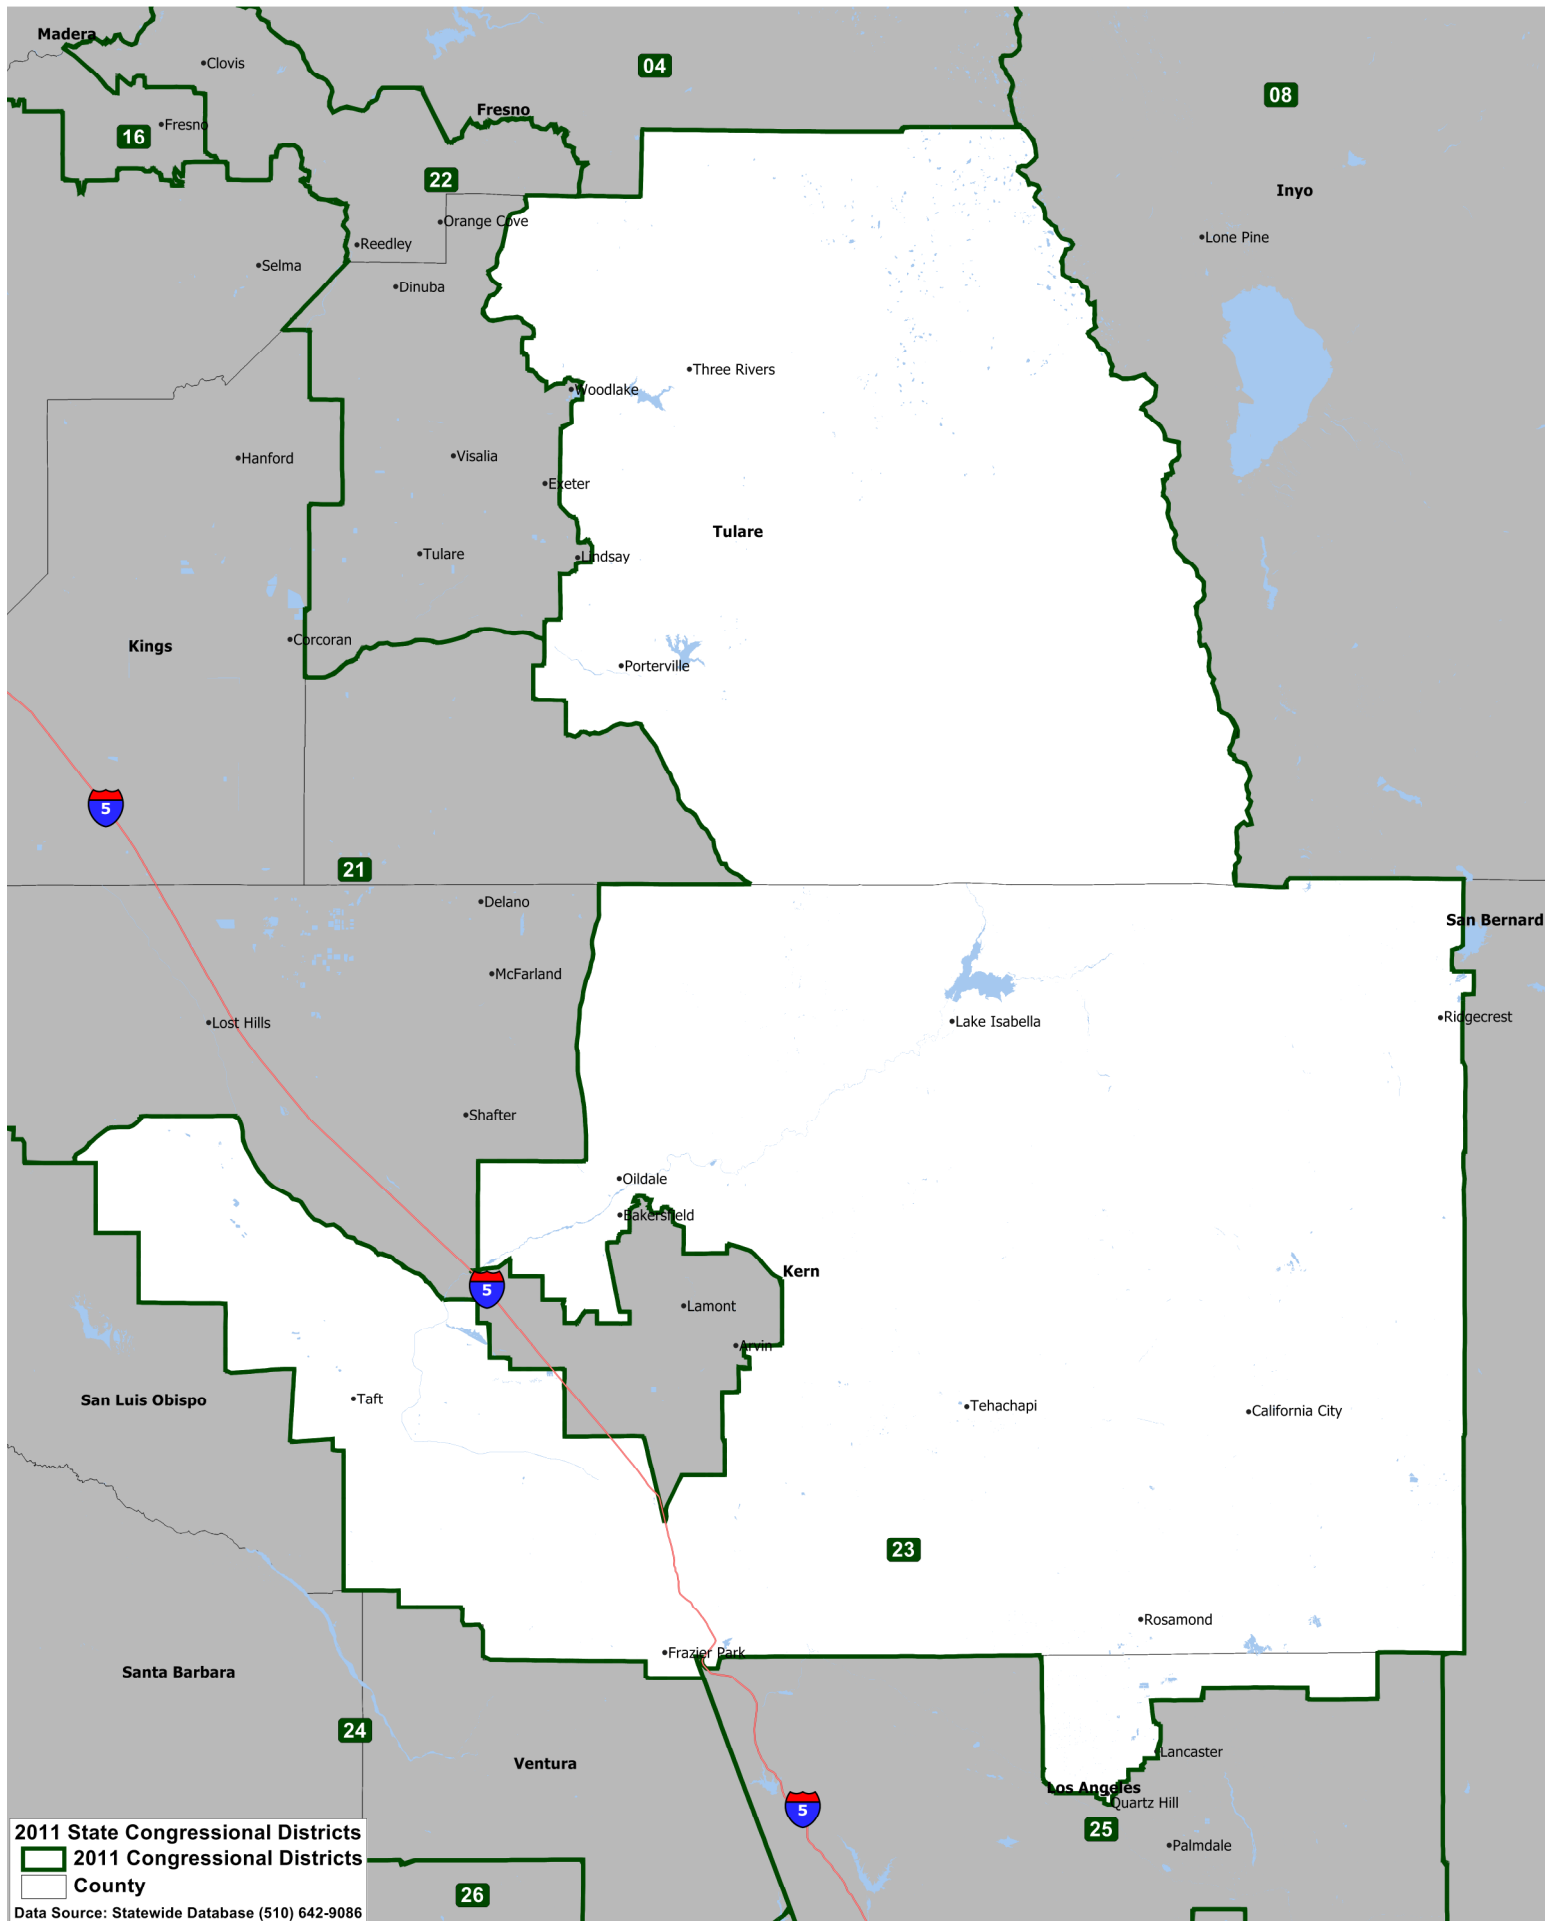 Madera
Clovis
04
08
Fresno
Fresno
16
22
Inyo
Orange Cove
Lone Pine
Reedley
Selma
Dinuba
Three Rivers
Woodlake
Visalia
Hanford
Exeter
Tulare
Tulare
Lindsay
Corcoran
Kings
Porterville
5
21
Delano
San Bernard
McFarland
Lost Hills
Lake Isabella
Ridgecrest
Shafter
Oildale
Bakersfield
Kern
5
Lamont
Arvin
San Luis Obispo
Taft
Tehachapi
California City
23
Rosamond
Frazier Park
Santa Barbara
24
Ventura
Lancaster
Los Angeles
Quartz Hill
5
25
Palmdale
2011 State Congressional Districts
2011 Congressional Districts
County
26
Data Source: Statewide Database (510) 642-9086